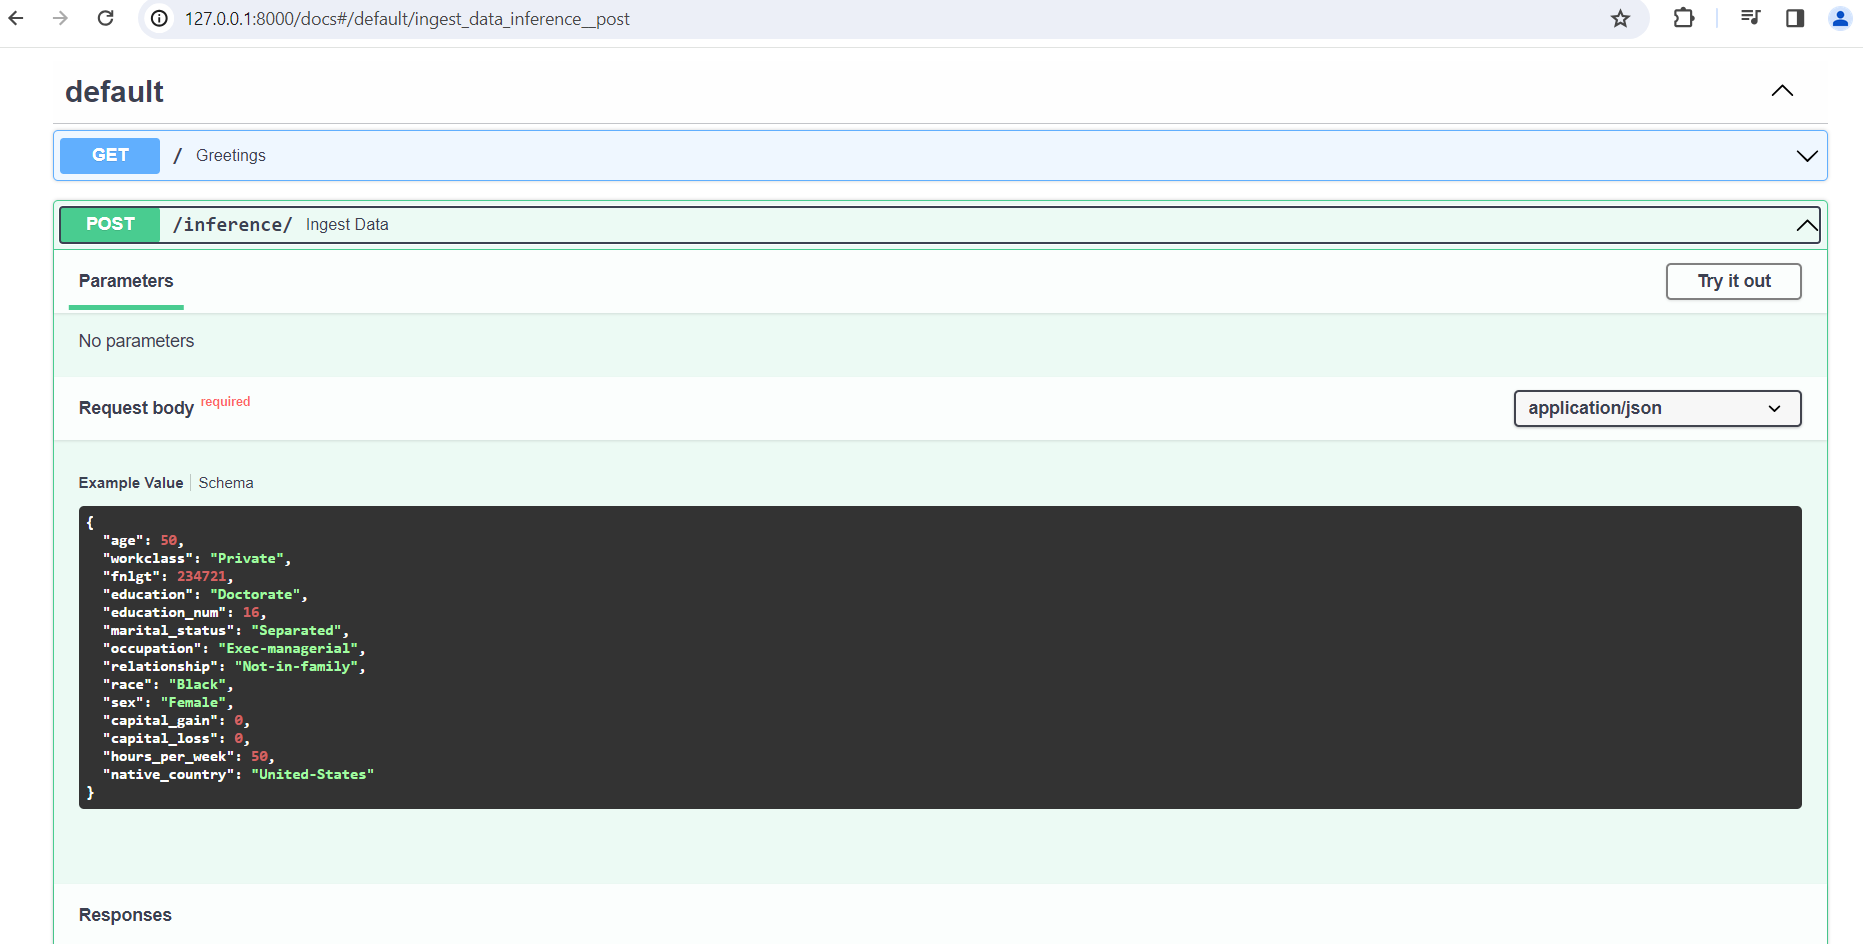 127.0.0.1:8000/docs#/default/ingest_data_inference__post
default
GET / Greetings
POST /inference/ Ingest Data
Parameters
Try it out
No parameters
Request body required
application/json
Example Value Schema
{
  "age": 50,
  "workclass": "Private",
  "fnlgt": 234721,
  "education": "Doctorate",
  "education_num": 16,
  "marital_status": "Separated",
  "occupation": "Exec-managerial",
  "relationship": "Not-in-family",
  "race": "Black",
  "sex": "Female",
  "capital_gain": 0,
  "capital_loss": 0,
  "hours_per_week": 50,
  "native_country": "United-States"
}
Responses